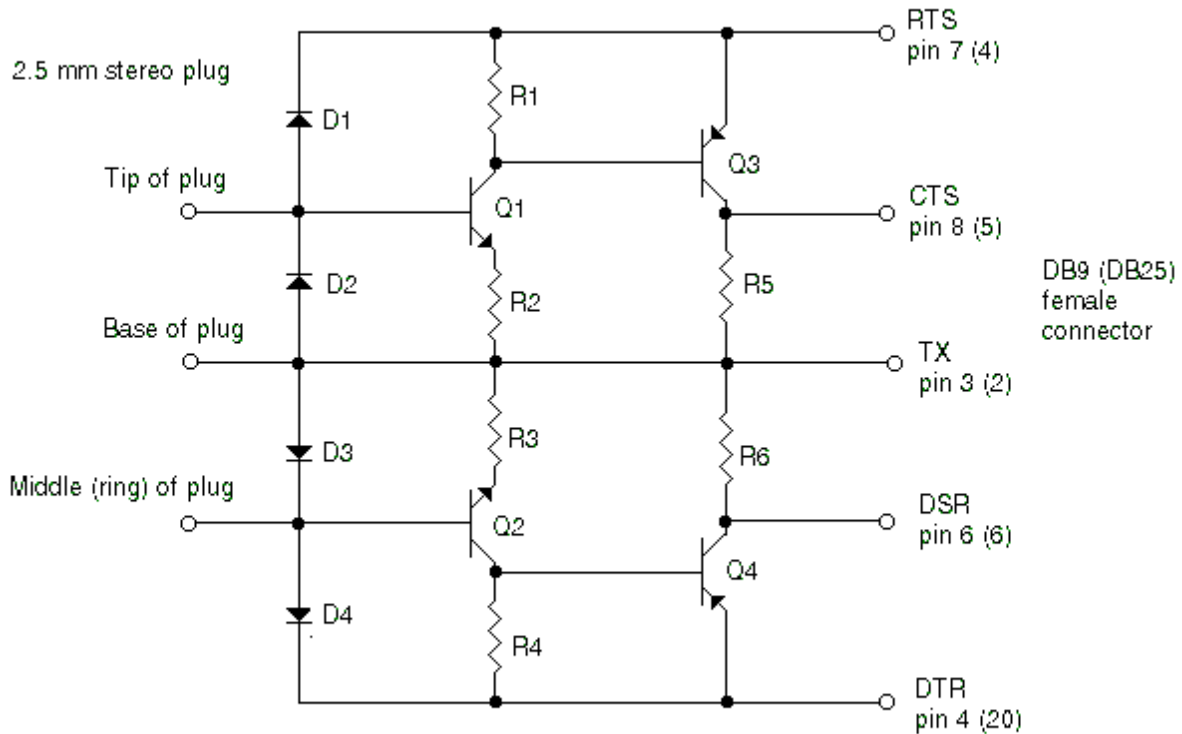 RTS
pin 7 (4)
2.5 mm stereo plug
R1
D1
Q3
Tip of plug
CTS
pin 8 (5)
Q1
DB9 (DB25)
female
connector
D2
R2
R5
Base of plug
TX
pin 3 (2)
R3
D3
R6
Middle (ring) of plug
DSR
pin 6 (6)
Q2
Q4
D4
R4
DTR
pin 4 (20)